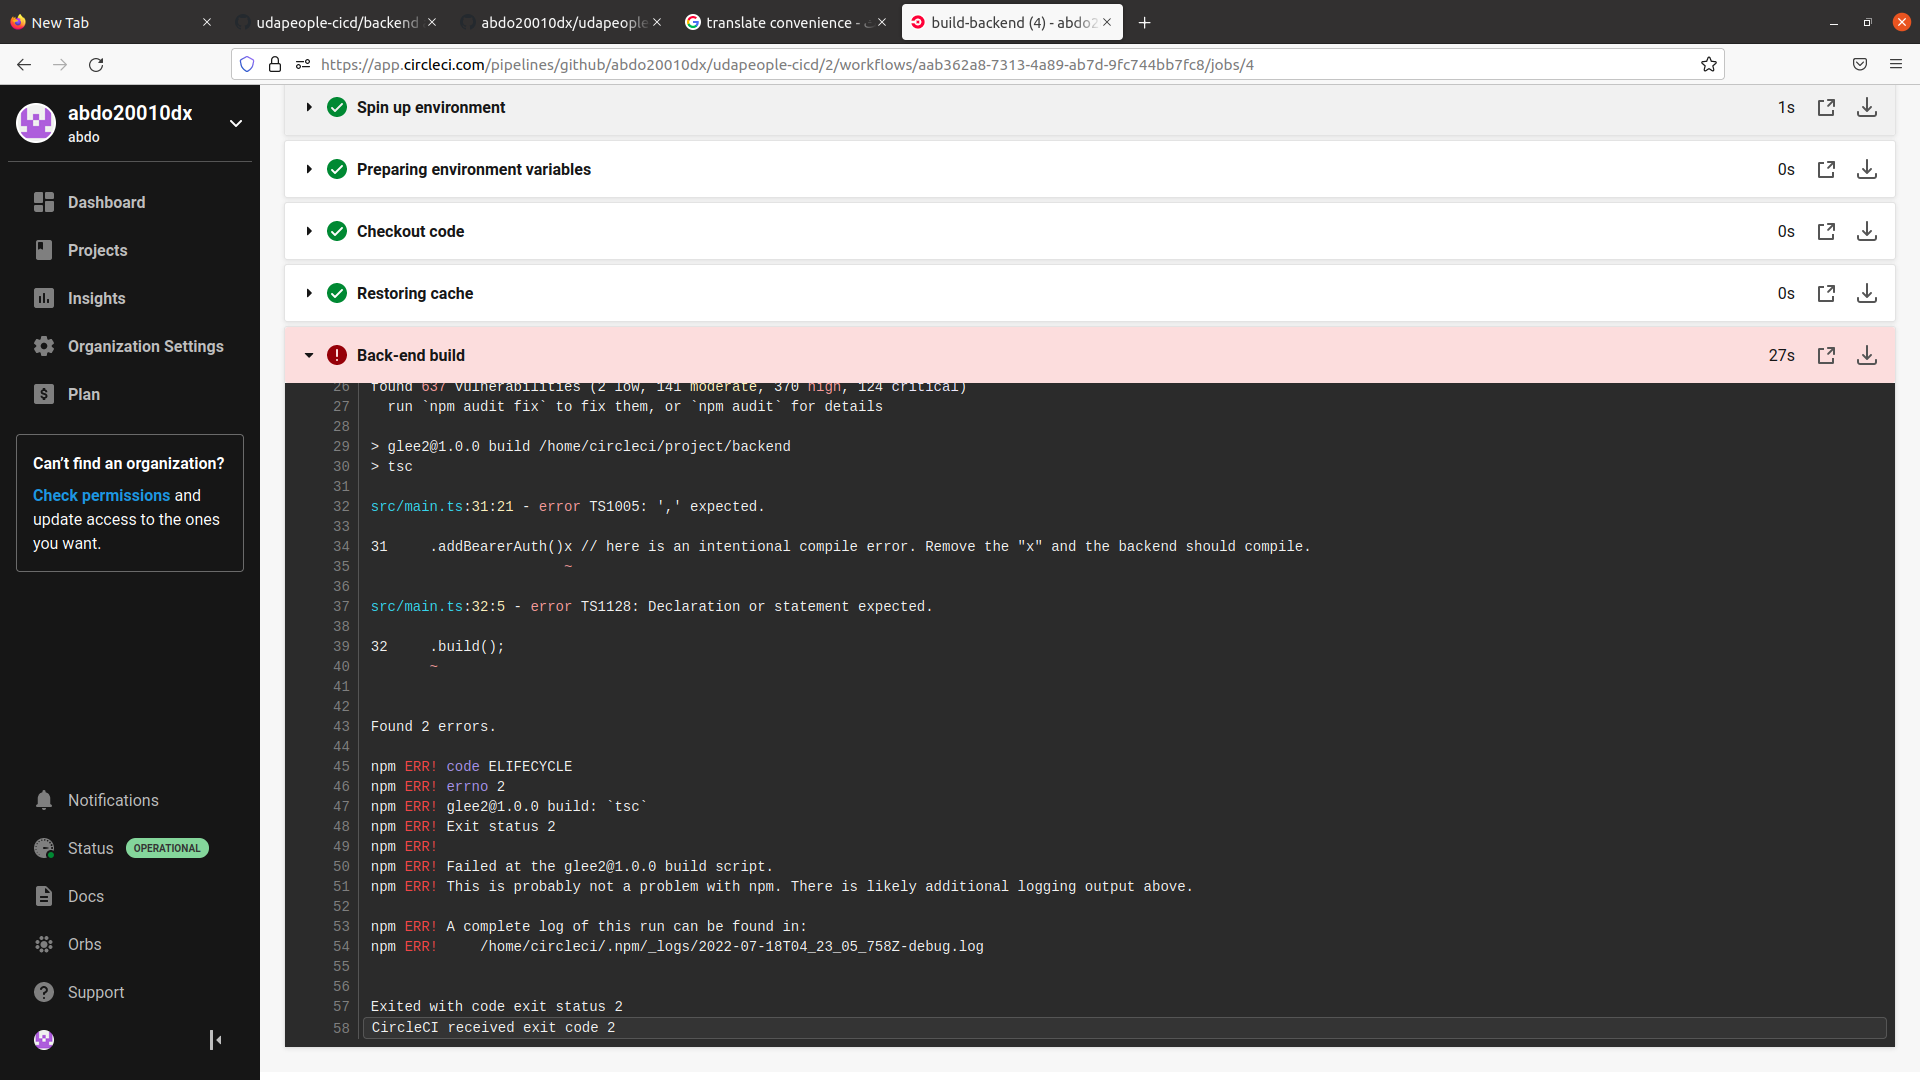 New Tab
udapeople-cicd/backend
abdo20010dx/udapeople
translate convenience -
build-backend (4) - abdo2
https://app.circleci.com/pipelines/github/abdo20010dx/udapeople-cicd/2/workflows/aab362a8-7313-4a89-ab7d-9fc744bb7fc8/jobs/4
abdo20010dx
abdo
Dashboard
Projects
Insights
Organization Settings
Plan
Can't find an organization?
Check permissions and
update access to the ones
you want.
Notifications
Status OPERATIONAL
Docs
Orbs
Support
Spin up environment 1s
Preparing environment variables 0s
Checkout code 0s
Restoring cache 0s
Back-end build 27s
26 found 637 vulnerabilities (2 low, 141 moderate, 370 high, 124 critical)
27 run `npm audit fix` to fix them, or `npm audit` for details
28
29 > glee2@1.0.0 build /home/circleci/project/backend
30 > tsc
31
32 src/main.ts:31:21 - error TS1005: ',' expected.
33
34 31 .addBearerAuth()x // here is an intentional compile error. Remove the "x" and the backend should compile.
35 ~
36
37 src/main.ts:32:5 - error TS1128: Declaration or statement expected.
38
39 32 .build();
40 ~
41
42
43 Found 2 errors.
44
45 npm ERR! code ELIFECYCLE
46 npm ERR! errno 2
47 npm ERR! glee2@1.0.0 build: `tsc`
48 npm ERR! Exit status 2
49 npm ERR!
50 npm ERR! Failed at the glee2@1.0.0 build script.
51 npm ERR! This is probably not a problem with npm. There is likely additional logging output above.
52
53 npm ERR! A complete log of this run can be found in:
54 npm ERR! /home/circleci/.npm/_logs/2022-07-18T04_23_05_758Z-debug.log
55
56
57 Exited with code exit status 2
58 CircleCI received exit code 2